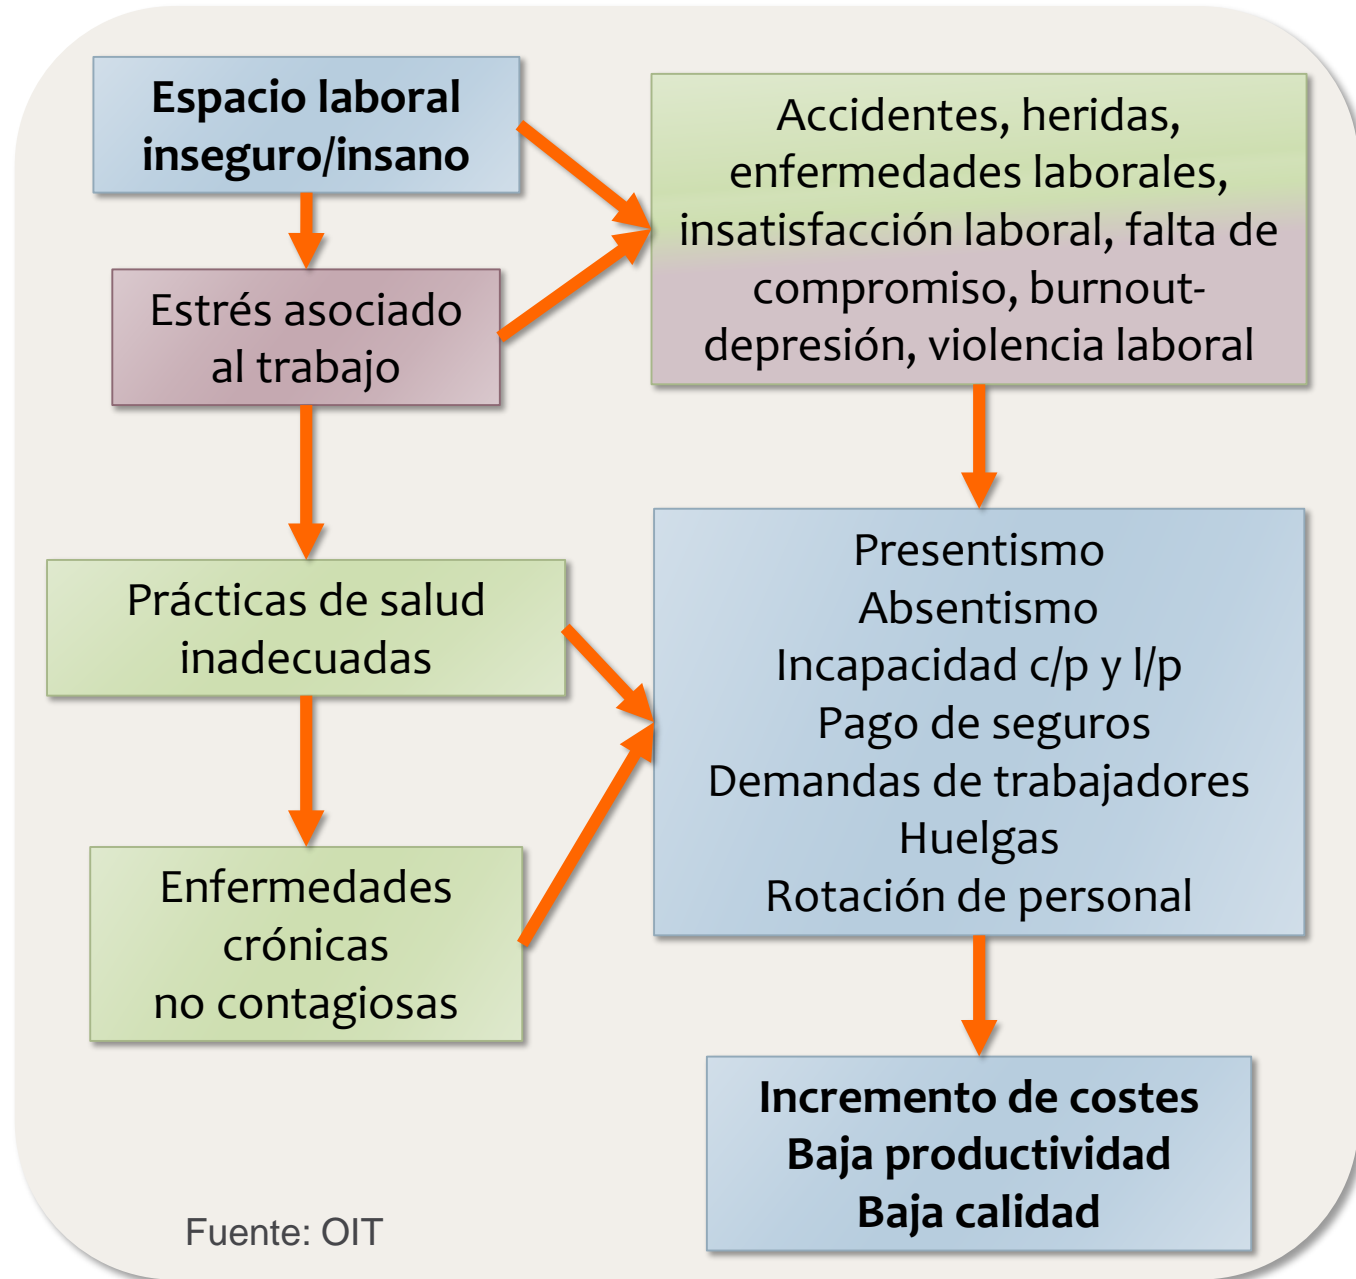 Espacio laboral
inseguro/insano
Accidentes, heridas,
enfermedades laborales,
insatisfacción laboral, falta de
compromiso, burnout-
depresión, violencia laboral
Estrés asociado
al trabajo
Prácticas de salud
inadecuadas
Presentismo
Absentismo
Incapacidad c/p y l/p
Pago de seguros
Demandas de trabajadores
Huelgas
Rotación de personal
Enfermedades
crónicas
no contagiosas
Incremento de costes
Baja productividad
Baja calidad
Fuente: OIT